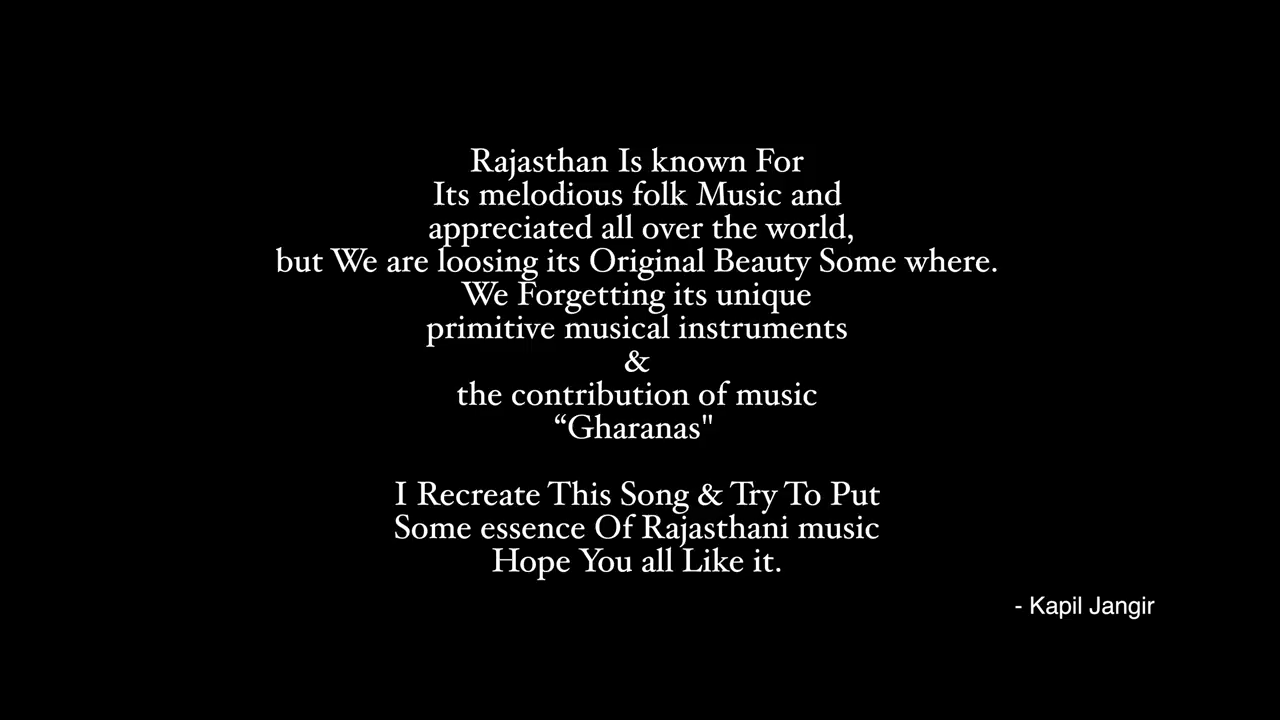 Rajasthan Is known For
Its melodious folk Music and
appreciated all over the world,
but We are loosing its Original Beauty Some where.
We Forgetting its unique
primitive musical instruments
&
the contribution of music
“Gharanas"
I Recreate This Song & Try To Put
Some essence Of Rajasthani music
Hope You all Like it.
- Kapil Jangir